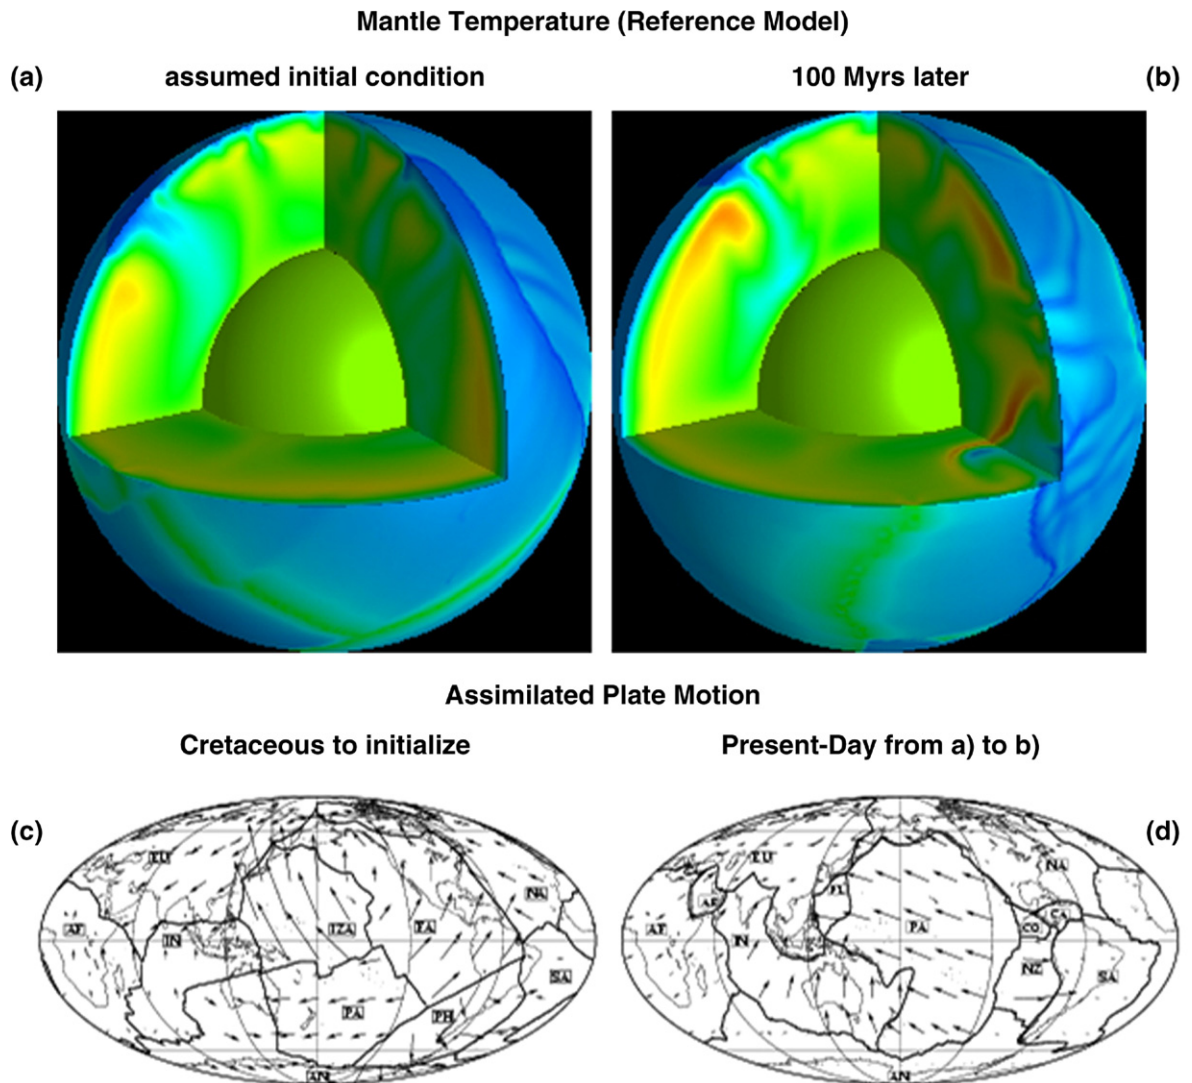 Mantle Temperature (Reference Model)
(a) assumed initial condition 100 Myrs later (b)
Assimilated Plate Motion
Cretaceous to initialize Present-Day from a) to b)
(c) (d)
EU
NA
AF IN IZA FA
SA
PA PH
AN
EU NA
AR PL
CA
AF IN PA CO
NZ SA
AN